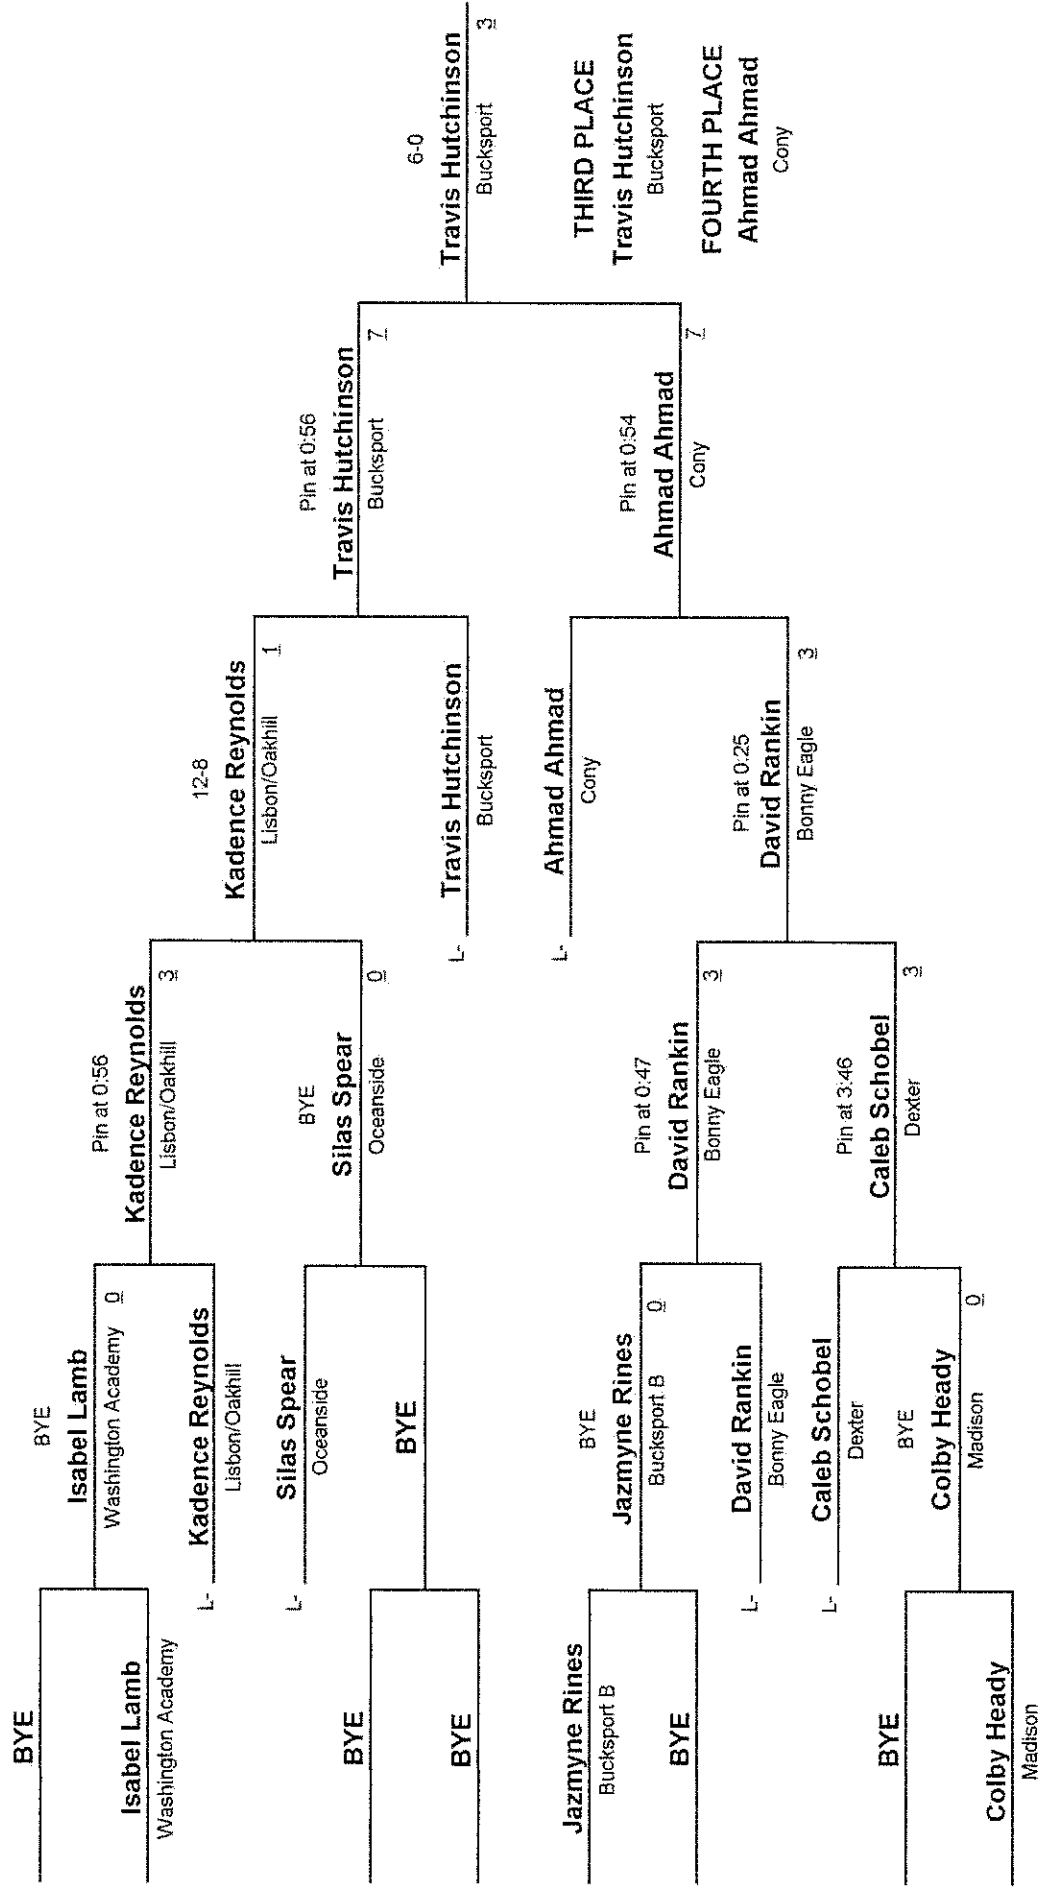 BYE
Isabel Lamb
Washington Academy
BYE
BYE
Jazmyne Rines
Bucksport B
BYE
BYE
Colby Heady
Madison
BYE
Isabel Lamb
Washington Academy 0
L- Kadence Reynolds
Lisbon/Oakhill
L- Silas Spear
Oceanside
BYE
BYE
Jazmyne Rines
Bucksport B 0
L- David Rankin
Bonny Eagle
L- Caleb Schobel
Dexter
BYE
Colby Heady
Madison 0
Pin at 0:56
Kadence Reynolds
Lisbon/Oakhill 3
BYE
Silas Spear
Oceanside 0
Pin at 0:47
David Rankin
Bonny Eagle 3
Pin at 3:46
Caleb Schobel
Dexter 3
12-8
Kadence Reynolds
Lisbon/Oakhill 1
L- Travis Hutchinson
Bucksport
L- Ahmad Ahmad
Cony
Pin at 0:25
David Rankin
Bonny Eagle 3
Pin at 0:56
Travis Hutchinson
Bucksport 7
Pin at 0:54
Ahmad Ahmad
Cony 7
6-0
Travis Hutchinson
Bucksport 3
THIRD PLACE
Travis Hutchinson
Bucksport
FOURTH PLACE
Ahmad Ahmad
Cony